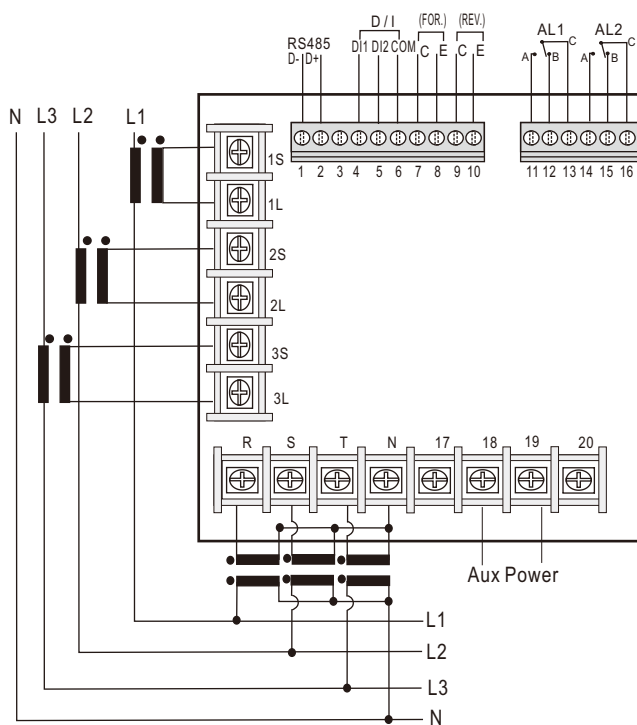 D / I (FOR.) (REV.) AL1 AL2
RS485
D- D+ DI1 DI2 COM C E C E A B C A B C
N L3 L2 L1
1 2 3 4 5 6 7 8 9 10 11 12 13 14 15 16
1S
1L
2S
2L
3S
3L
R S T N 17 18 19 20
Aux Power
L1
L2
L3
N